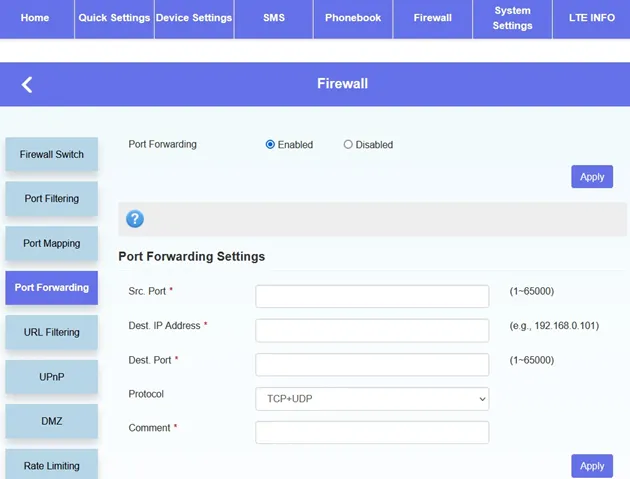 Home Quick Settings Device Settings SMS Phonebook Firewall System Settings LTE INFO
Firewall
Firewall Switch
Port Filtering
Port Mapping
Port Forwarding
URL Filtering
UPnP
DMZ
Rate Limiting
Port Forwarding Enabled Disabled
Apply
?
Port Forwarding Settings
Src. Port * (1~65000)
Dest. IP Address * (e.g., 192.168.0.101)
Dest. Port * (1~65000)
Protocol TCP+UDP
Comment *
Apply